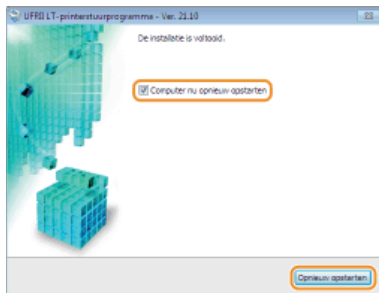 UFRII LT-printerstuurprogramma - Ver. 21.10
De installatie is voltooid.
Computer nu opnieuw opstarten
Opnieuw opstarten